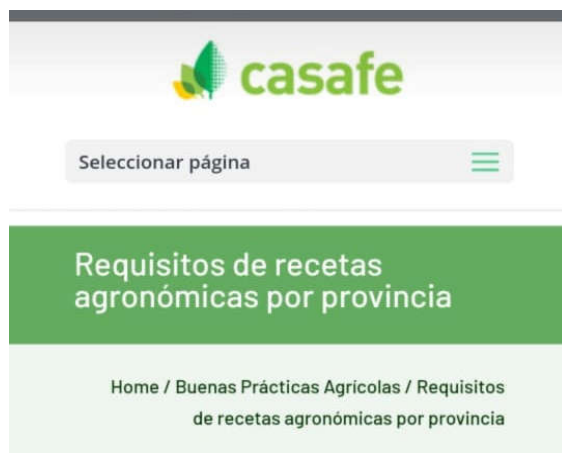 casafe
Seleccionar página
Requisitos de recetas
agronómicas por provincia
Home / Buenas Prácticas Agrícolas / Requisitos
de recetas agronómicas por provincia